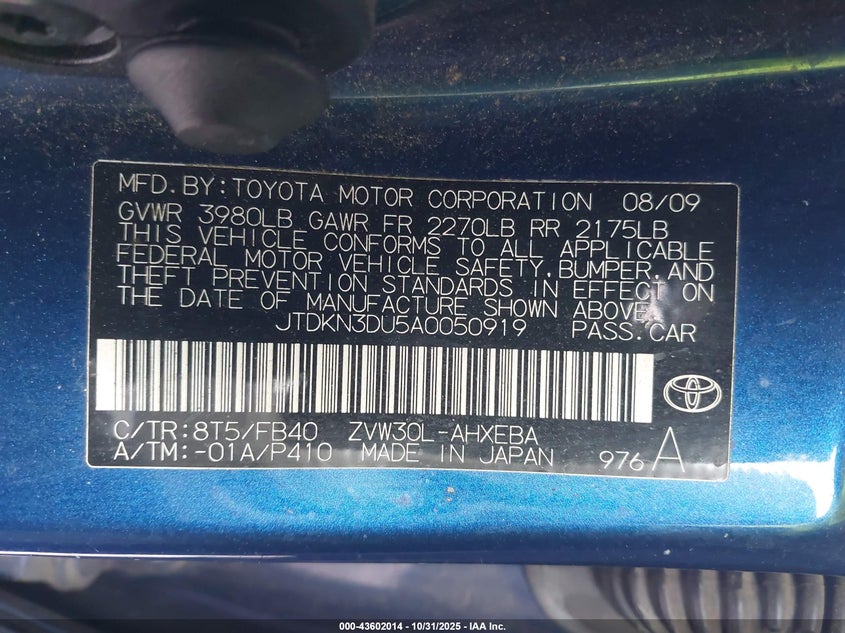 MFD.BY:TOYOTA MOTOR CORPORATION 08/09
GVWR 3980LB GAWR FR 2270LB RR 2175LB
THIS VEHICLE CONFORMS TO ALL APPLICABLE
FEDERAL MOTOR VEHICLE SAFETY,BUMPER,AND
THEFT PREVENTION STANDARDS IN EFFECT ON
THE DATE OF MANUFACTURE SHOWN ABOVE.
JTDKN3DU5A0050919 PASS.CAR
C/TR:8T5/FB40 ZVW30L-AHXEBA
A/TM:-01A/P410 MADE IN JAPAN 976 A
000-43602014 - 10/31/2025 - IAA Inc.